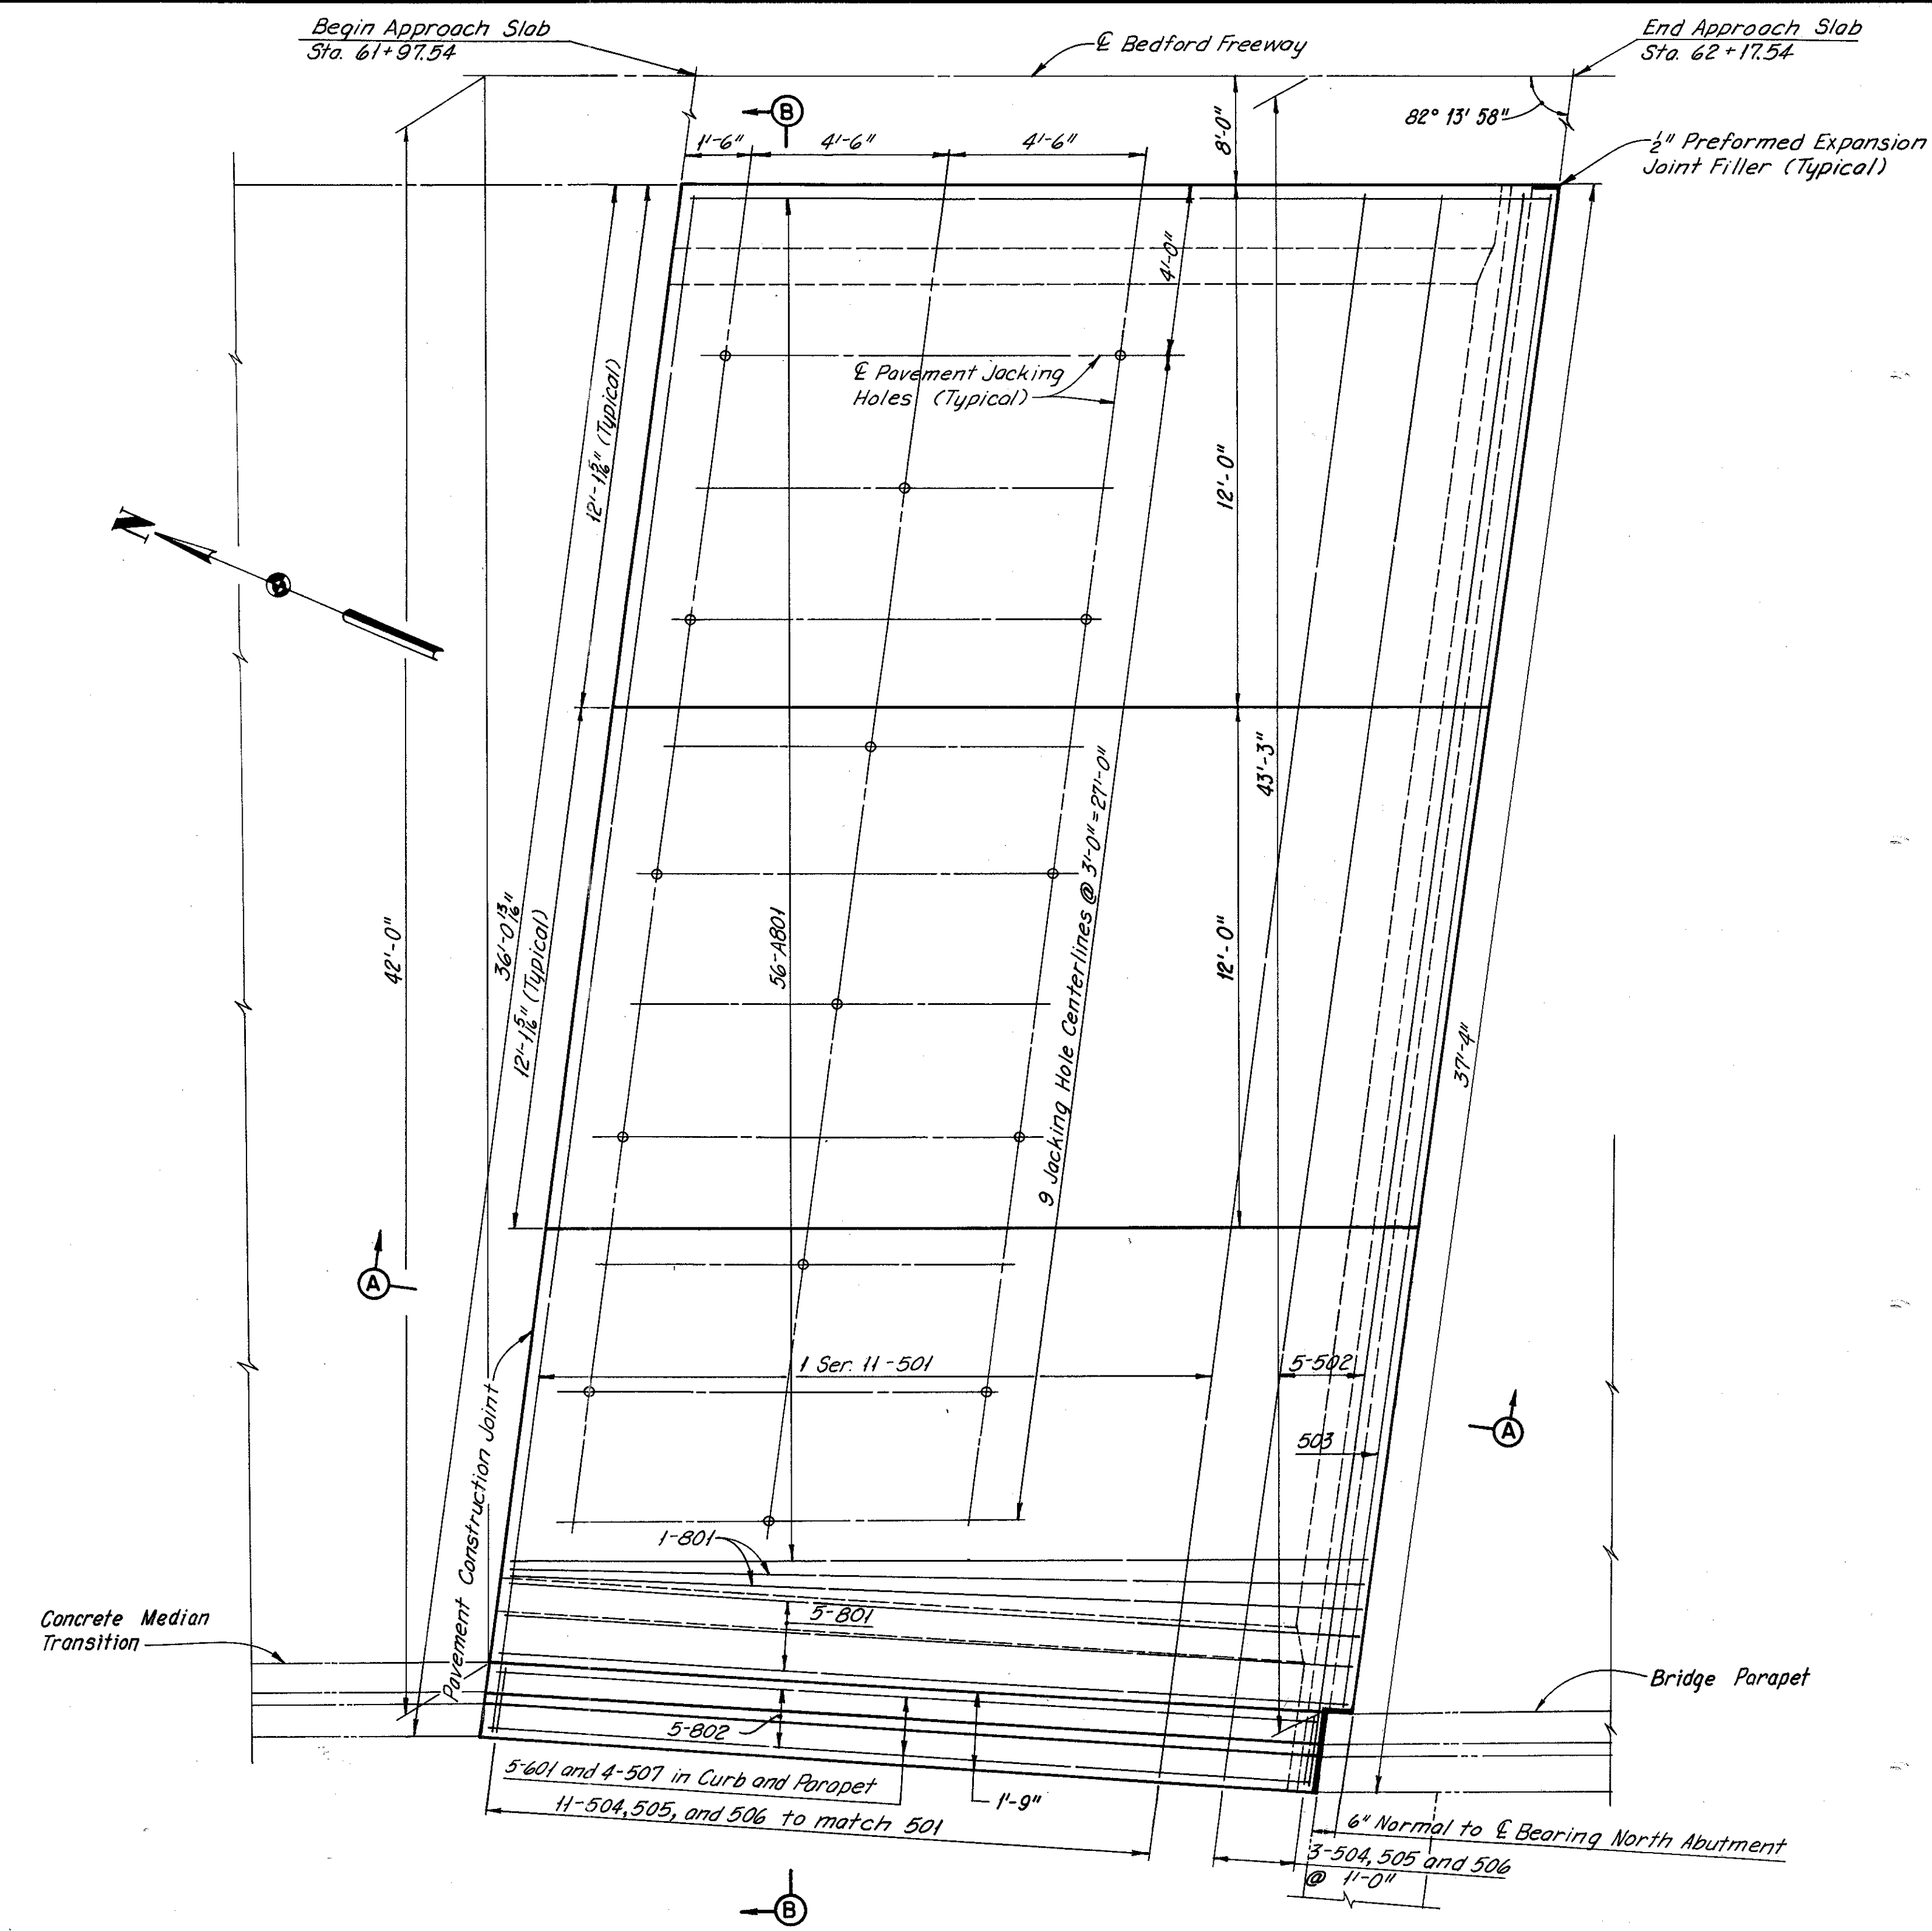 Begin Approach Slab
Sta. 61+97.54
℄ Bedford Freeway
End Approach Slab
Sta. 62+17.54
82° 13' 58"
½" Preformed Expansion
Joint Filler (Typical)
B
1'-6"
4'-6"
4'-6"
8'-0"
4'-0"
℄ Pavement Jacking
Holes (Typical)
12'-1 5/16" (Typical)
12'-0"
N
43'-3"
9 Jacking Hole Centerlines @ 3'-0" = 27'-0"
56-A801
42'-0"
36'-0 13/16"
12'-1 5/16" (Typical)
12'-0"
37'-4"
A
1 Ser. 11-501
5-502
A
503
Pavement Construction Joint
1-801
5-801
Concrete Median
Transition
Bridge Parapet
5-802
5-601 and 4-507 in Curb and Parapet
1'-9"
11-504, 505, and 506 to match 501
6" Normal to ℄ Bearing North Abutment
3-504, 505 and 506
@ 1'-0"
B